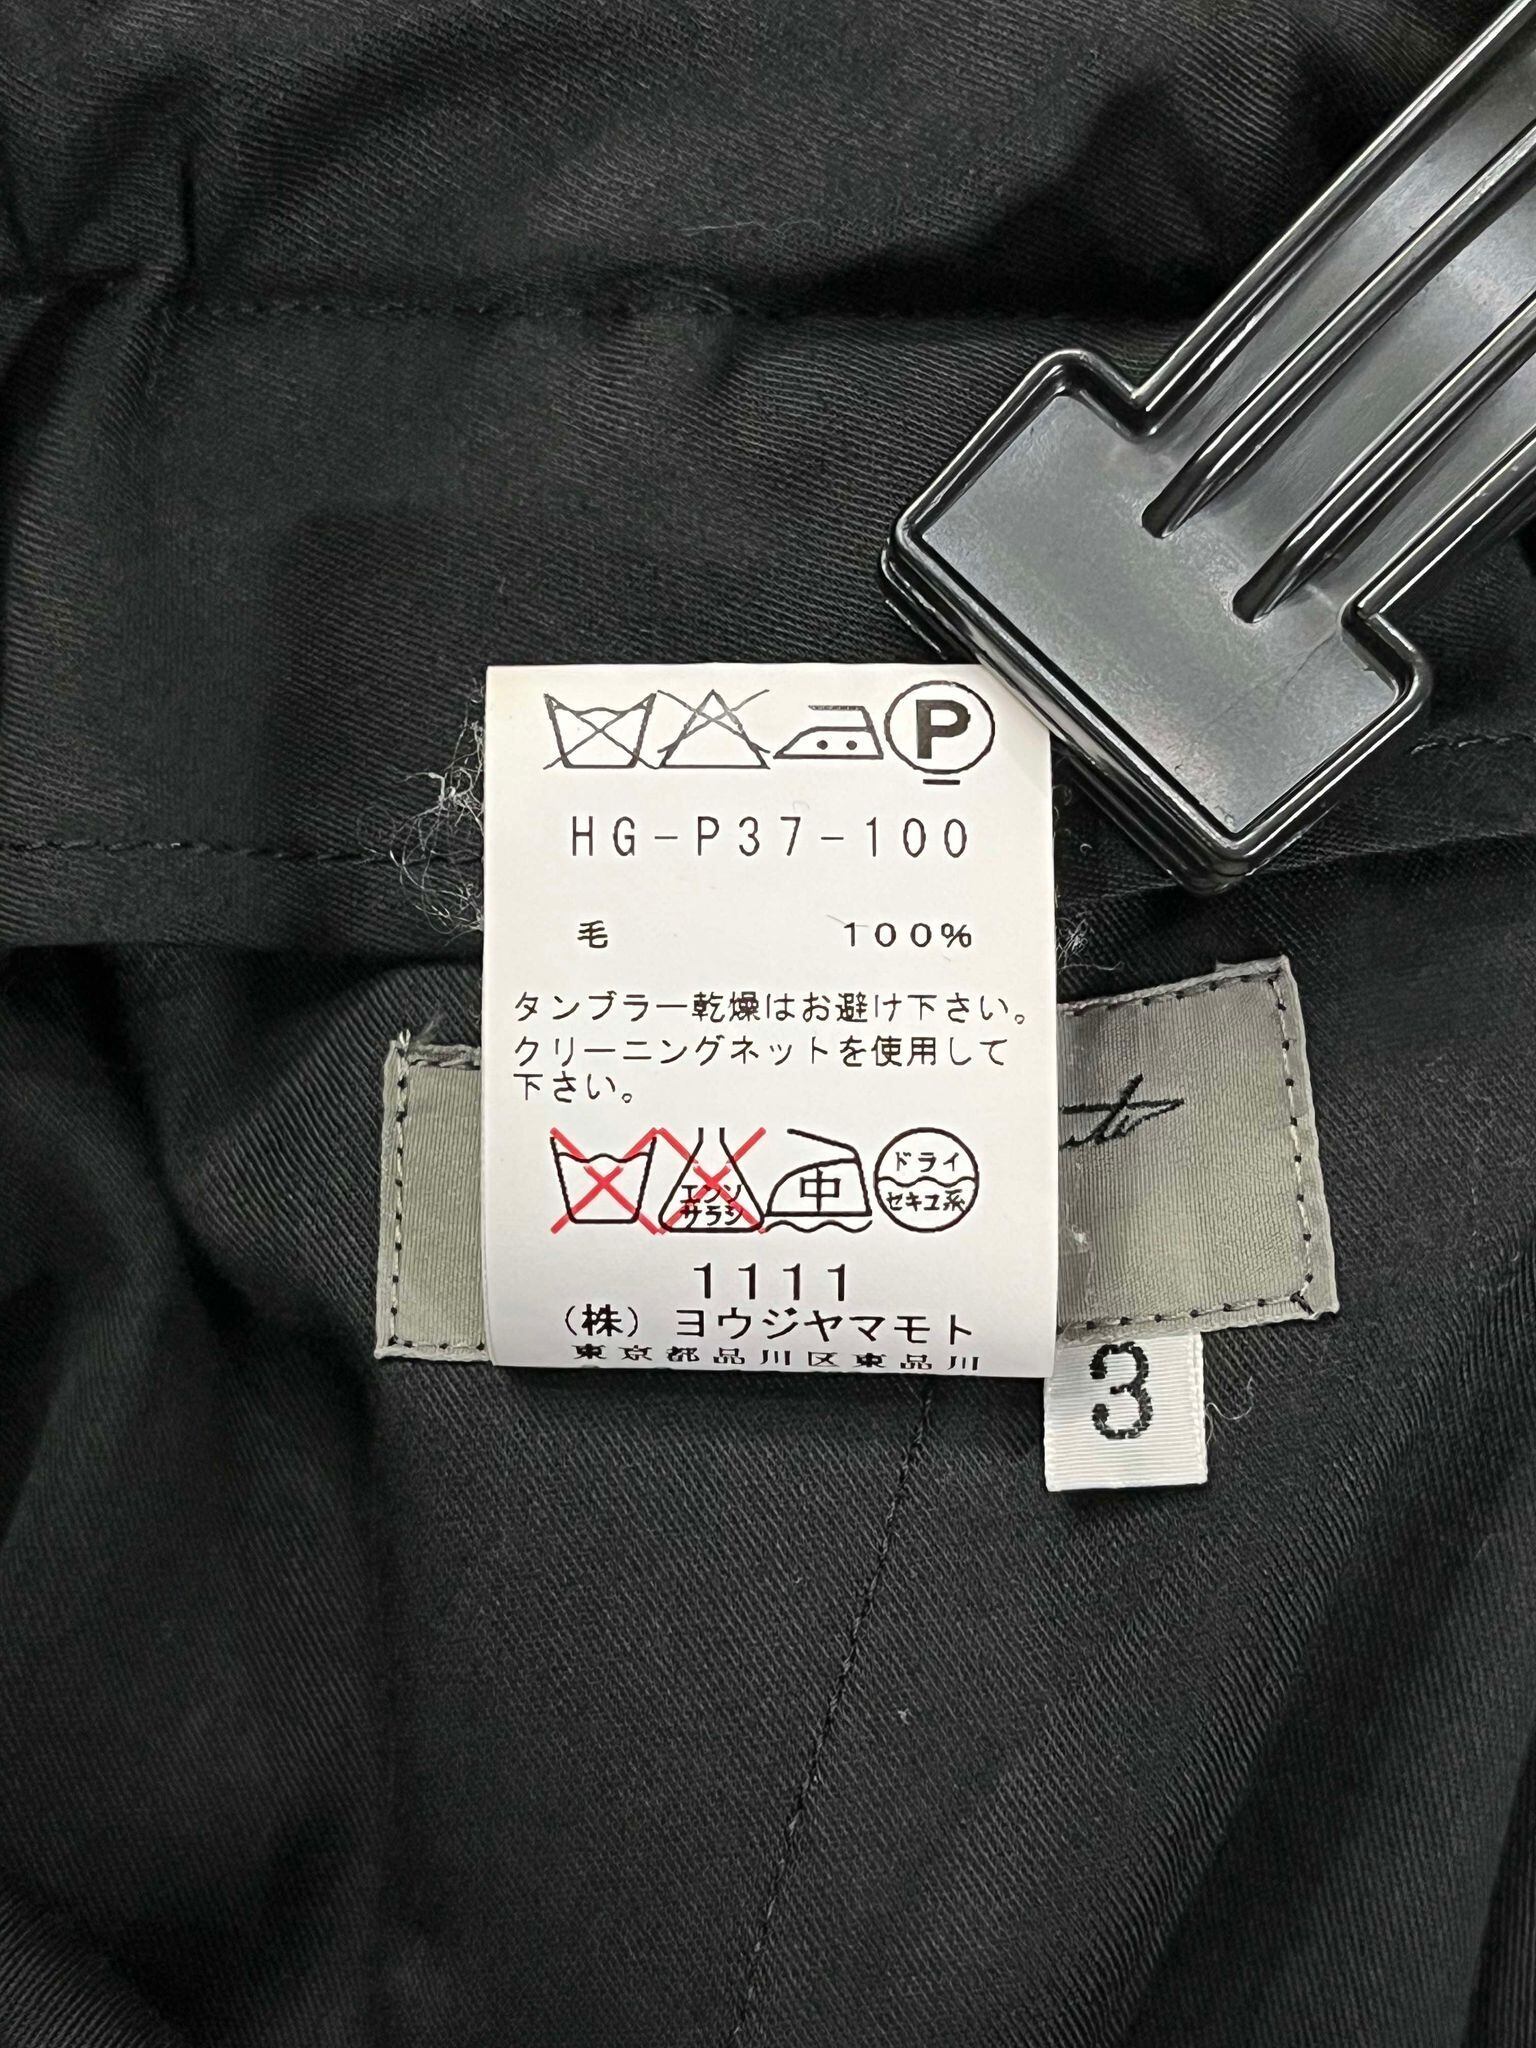 P
HG-P37-100
毛 100%
タンブラー乾燥はお避け下さい。
クリーニングネットを使用して
下さい。
エンソ
サラシ
中
ドライ
セキユ系
1111
(株)ヨウジヤマモト
東京都品川区東品川
3